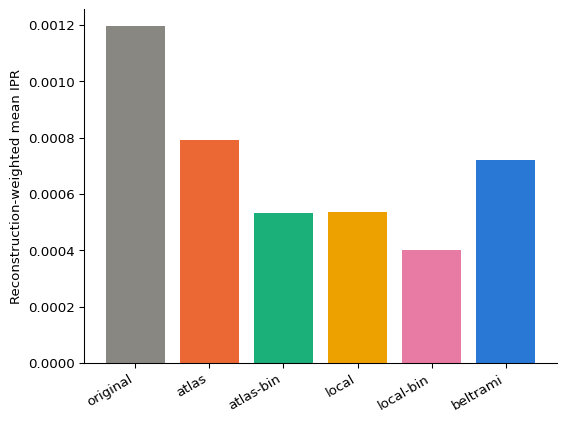 Reconstruction-weighted mean IPR
0.0012
0.0010
0.0008
0.0006
0.0004
0.0002
0.0000
original
atlas
atlas-bin
local
local-bin
beltrami